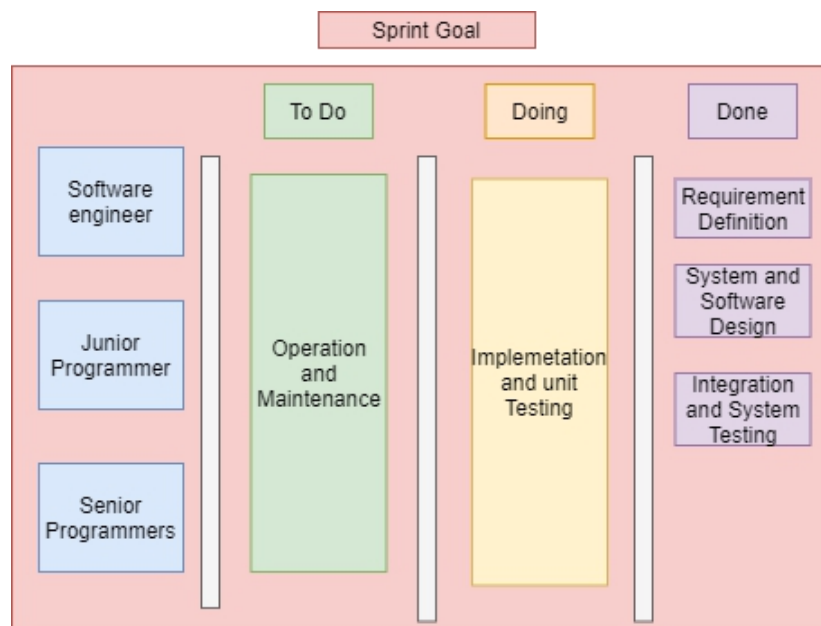 Sprint Goal
To Do
Doing
Done
Software
engineer
Junior
Programmer
Senior
Programmers
Operation
and
Maintenance
Implemetation
and unit
Testing
Requirement
Definition
System and
Software
Design
Integration
and System
Testing